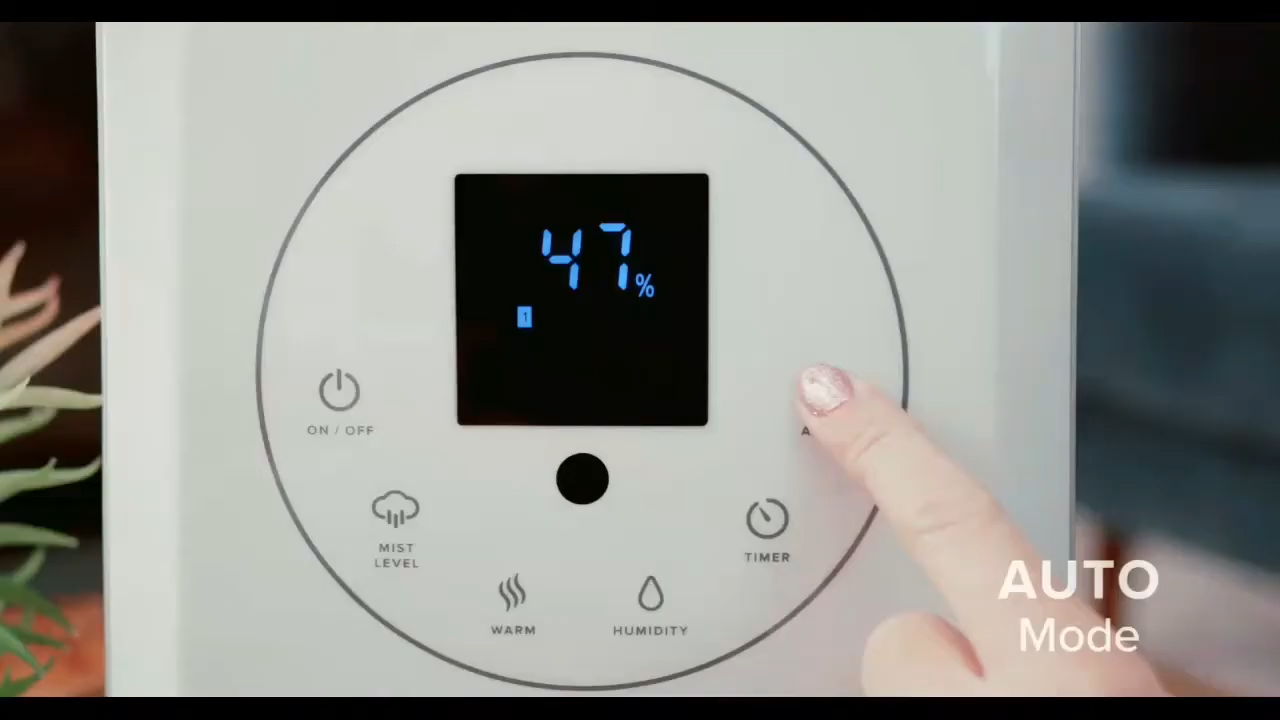 47%
1
ON / OFF
MIST
LEVEL
WARM
HUMIDITY
TIMER
AUTO
Mode